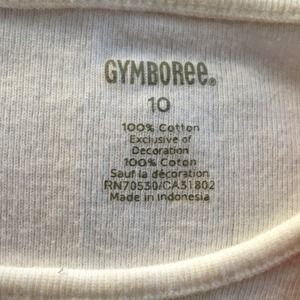 GYMBOREE®
10
100% Cotton
Exclusive of
Decoration
100% Coton
Sauf la décoration
RN70530/CA31802
Made in Indonesia